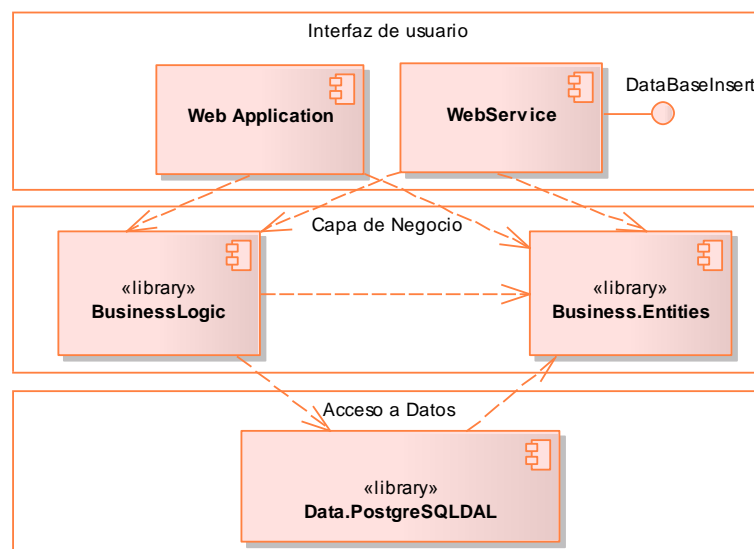 Interfaz de usuario
DataBaseInsert
Web Application
WebService
Capa de Negocio
«library»
BusinessLogic
«library»
Business.Entities
Acceso a Datos
«library»
Data.PostgreSQLDAL